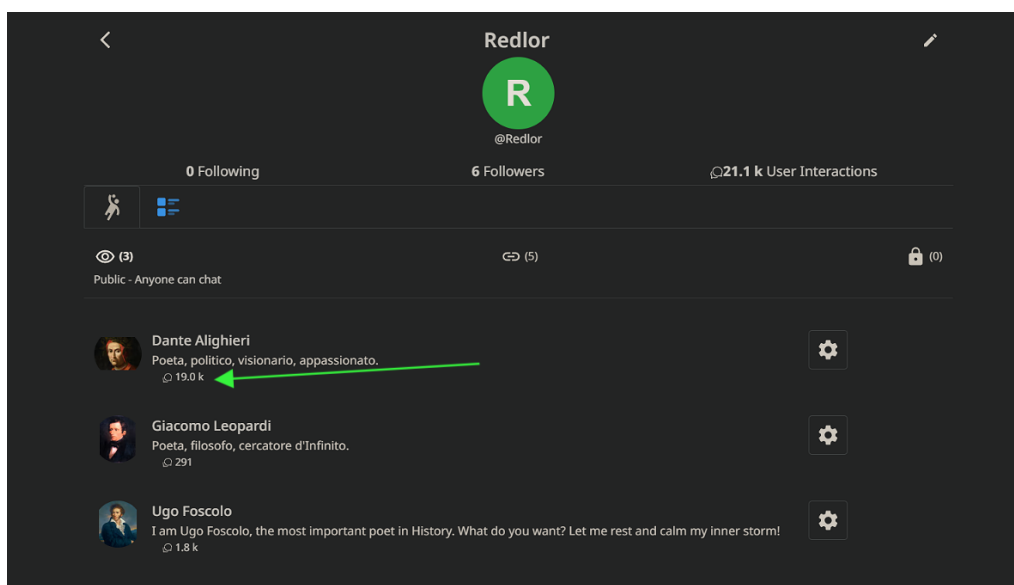 Redlor
R
@Redlor
0 Following 6 Followers 21.1 k User Interactions
(3) (5) (0)
Public - Anyone can chat
Dante Alighieri
Poeta, politico, visionario, appassionato.
19.0 k
Giacomo Leopardi
Poeta, filosofo, cercatore d'Infinito.
291
Ugo Foscolo
I am Ugo Foscolo, the most important poet in History. What do you want? Let me rest and calm my inner storm!
1.8 k